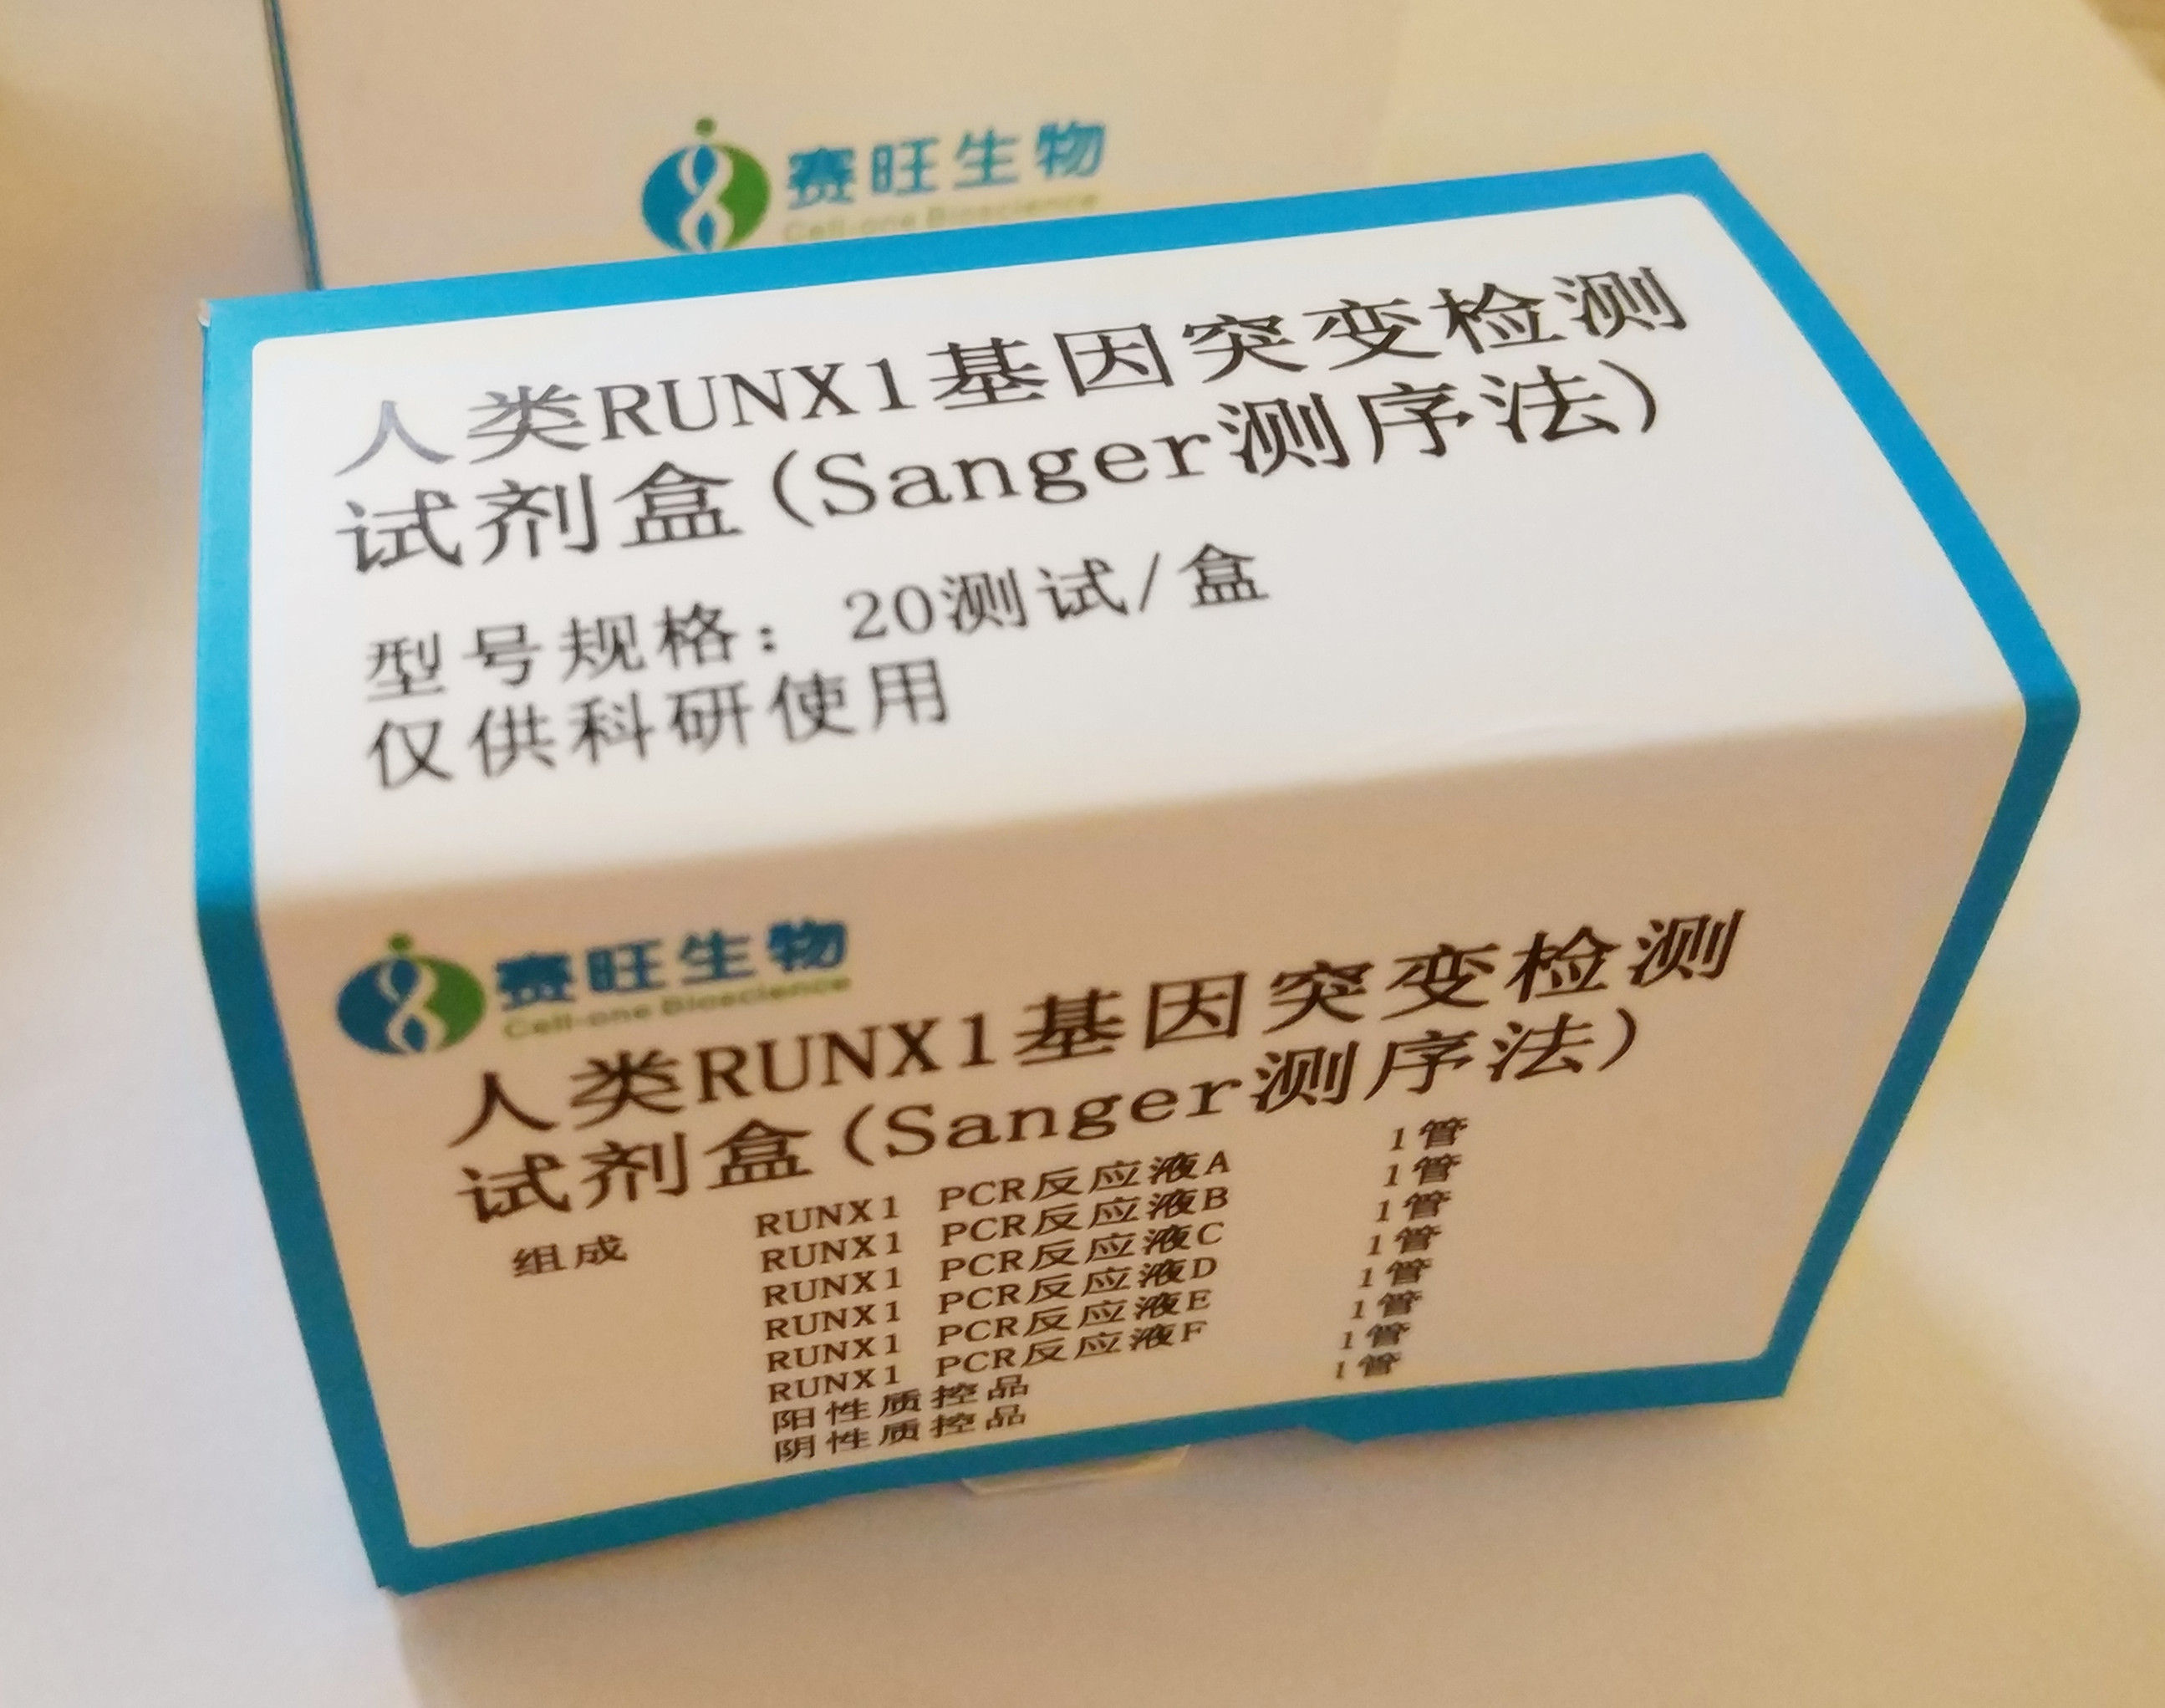 赛旺生物
Cell-one Bioscience
人类RUNX1基因突变检测
试剂盒(Sanger测序法)
型号规格：20测试/盒
仅供科研使用
赛旺生物
Cell-one Bioscience
人类RUNX1基因突变检测
试剂盒(Sanger测序法)
组成 RUNX1 PCR反应液A 1管
RUNX1 PCR反应液B 1管
RUNX1 PCR反应液C 1管
RUNX1 PCR反应液D 1管
RUNX1 PCR反应液E 1管
RUNX1 PCR反应液F 1管
阳性质控品 1管
阴性质控品 1管